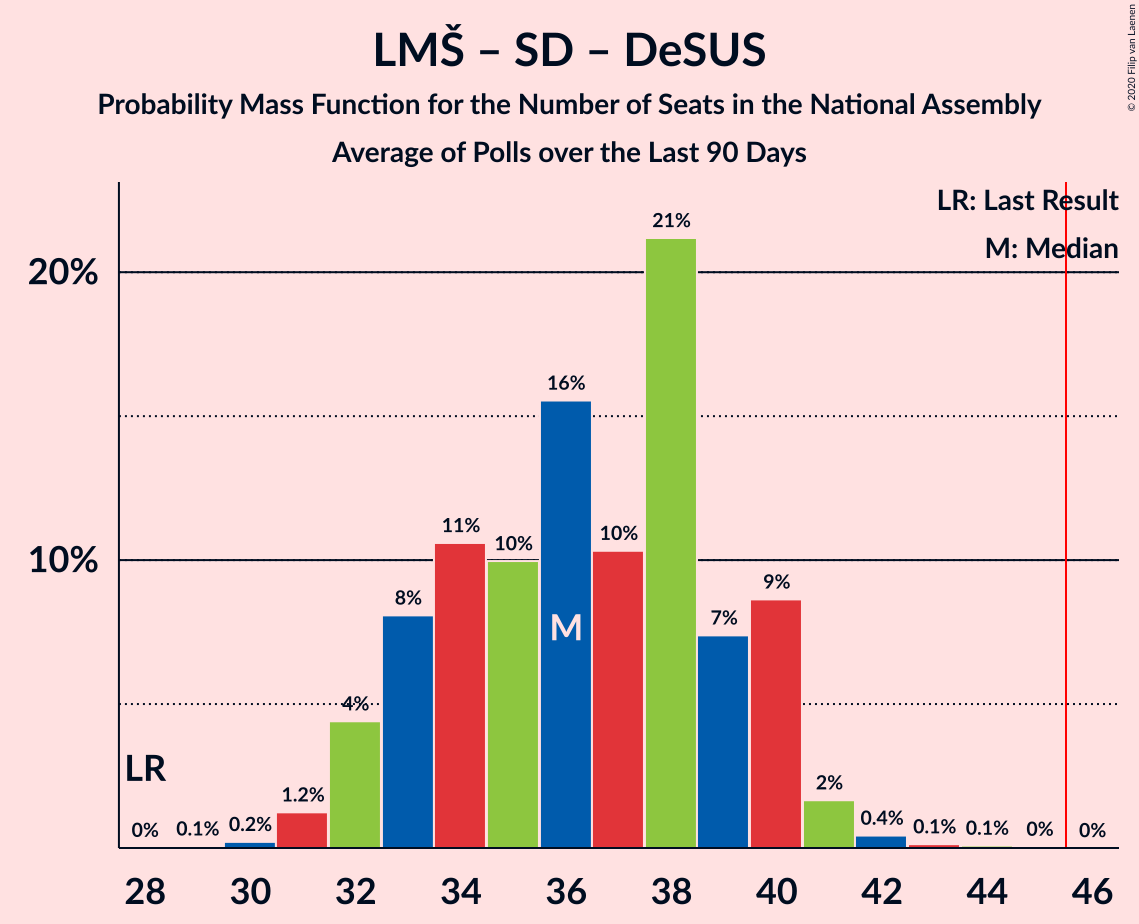 LMŠ – SD – DeSUS
Probability Mass Function for the Number of Seats in the National Assembly
Average of Polls over the Last 90 Days
© 2020 Filip van Laenen
LR: Last Result
M: Median
20%
10%
21%
16%
11%
10%
10%
9%
8%
7%
M
4%
LR
2%
1.2%
0%
0.1%
0.2%
0.4%
0.1%
0.1%
0%
0%
28 30 32 34 36 38 40 42 44 46